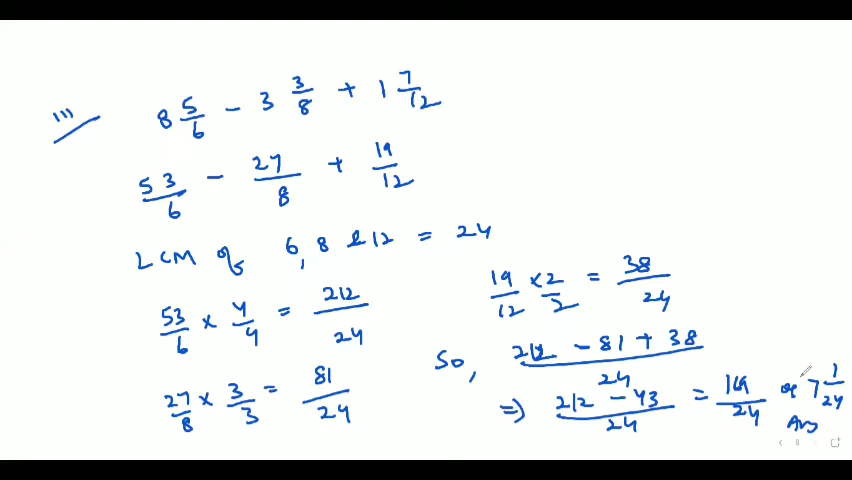 iii 8 5/6 - 3 3/8 + 1 7/12
53/6 - 27/8 + 19/12
LCM of 6, 8 & 12 = 24
53/6 × 4/4 = 212/24
27/8 × 3/3 = 81/24
19/12 × 2/2 = 38/24
So, 212 - 81 + 38 / 24
=> 212 - 43 / 24 = 169/24 or 7 1/24
Ans
8